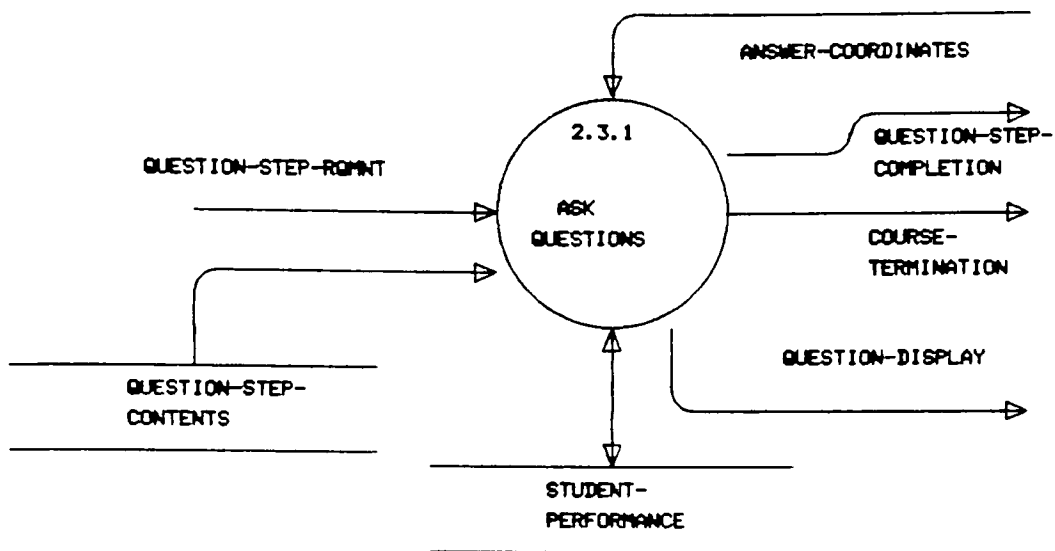 ANSWER-COORDINATES
2.3.1
QUESTION-STEP-
COMPLETION
QUESTION-STEP-RQMNT
ASK
QUESTIONS
COURSE-
TERMINATION
QUESTION-DISPLAY
QUESTION-STEP-
CONTENTS
STUDENT-
PERFORMANCE